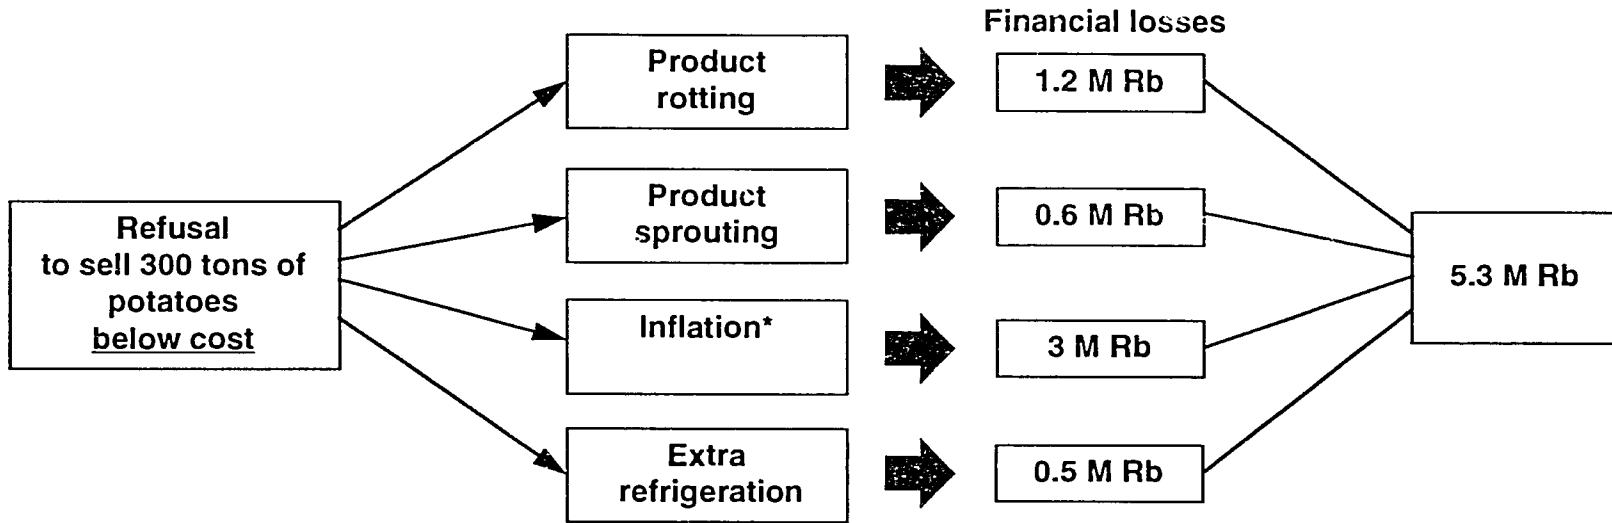 Financial losses
Refusal
to sell 300 tons of
potatoes
below cost
Product
rotting
1.2 M Rb
Product
sprouting
0.6 M Rb
Inflation*
3 M Rb
Extra
refrigeration
0.5 M Rb
5.3 M Rb